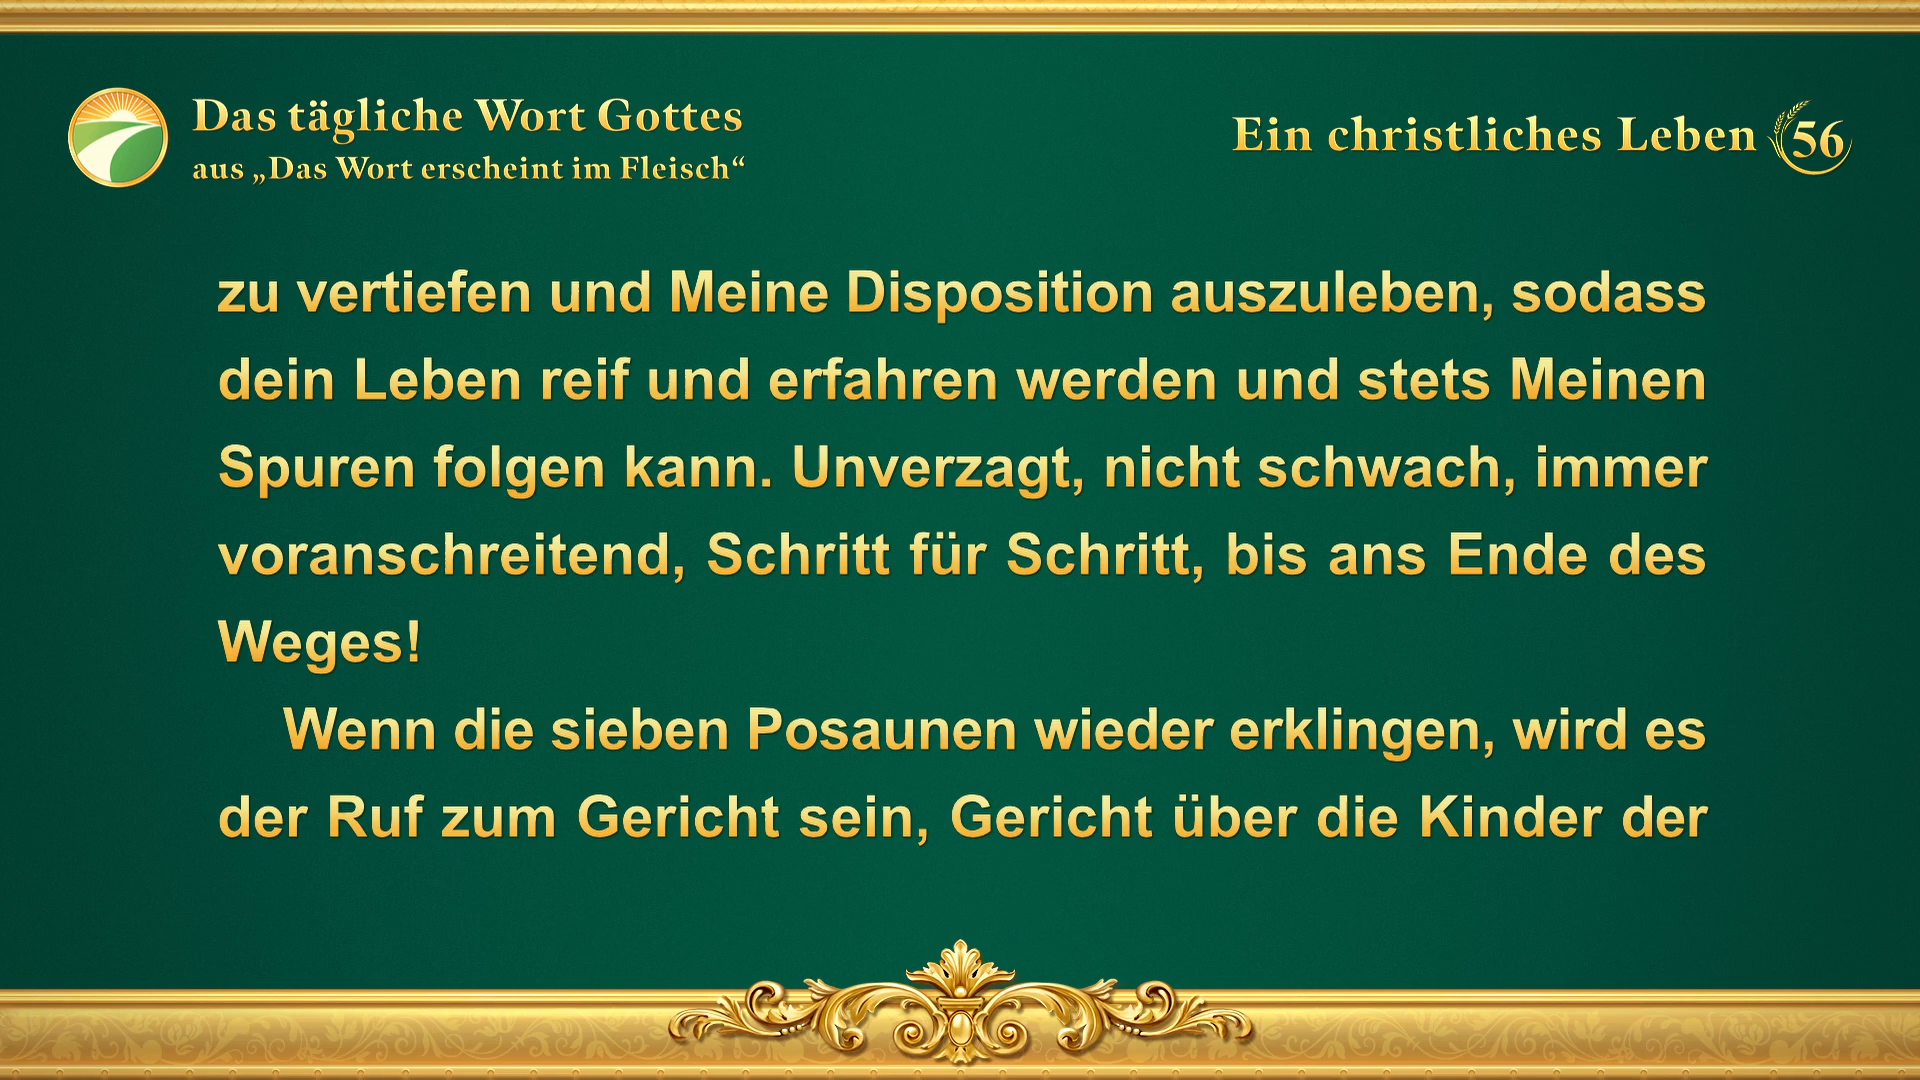 Das tägliche Wort Gottes
aus „Das Wort erscheint im Fleisch“
Ein christliches Leben 56
zu vertiefen und Meine Disposition auszuleben, sodass
dein Leben reif und erfahren werden und stets Meinen
Spuren folgen kann. Unverzagt, nicht schwach, immer
voranschreitend, Schritt für Schritt, bis ans Ende des
Weges!
Wenn die sieben Posaunen wieder erklingen, wird es
der Ruf zum Gericht sein, Gericht über die Kinder der